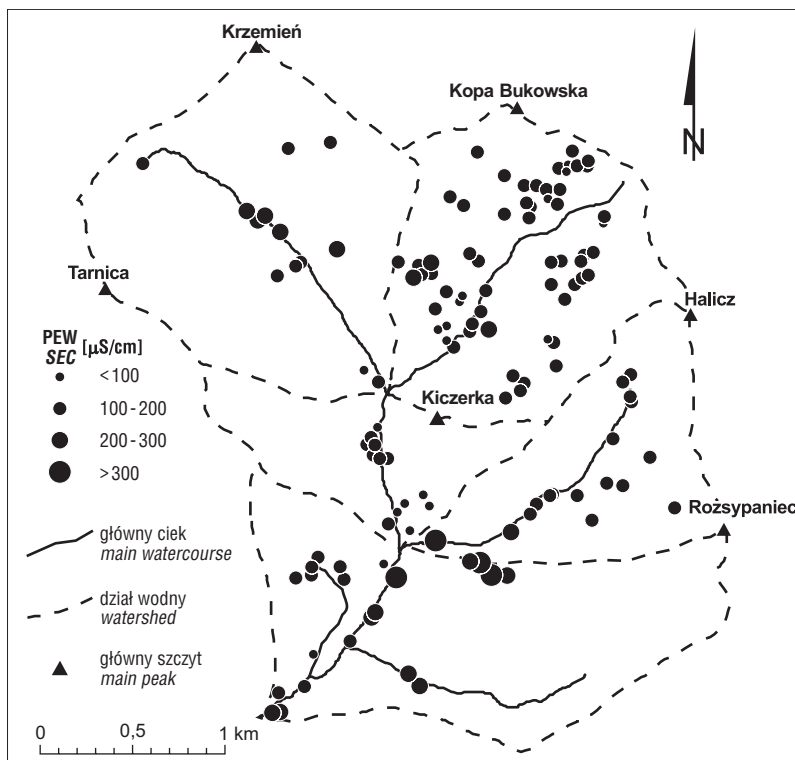 Krzemień
Kopa Bukowska
N
Tarnica
Halicz
PEW [µS/cm]
SEC
<100
100-200
200-300
>300
Kiczerka
Rozsypaniec
główny ciek
main watercourse
dział wodny
watershed
główny szczyt
main peak
0 0,5 1 km